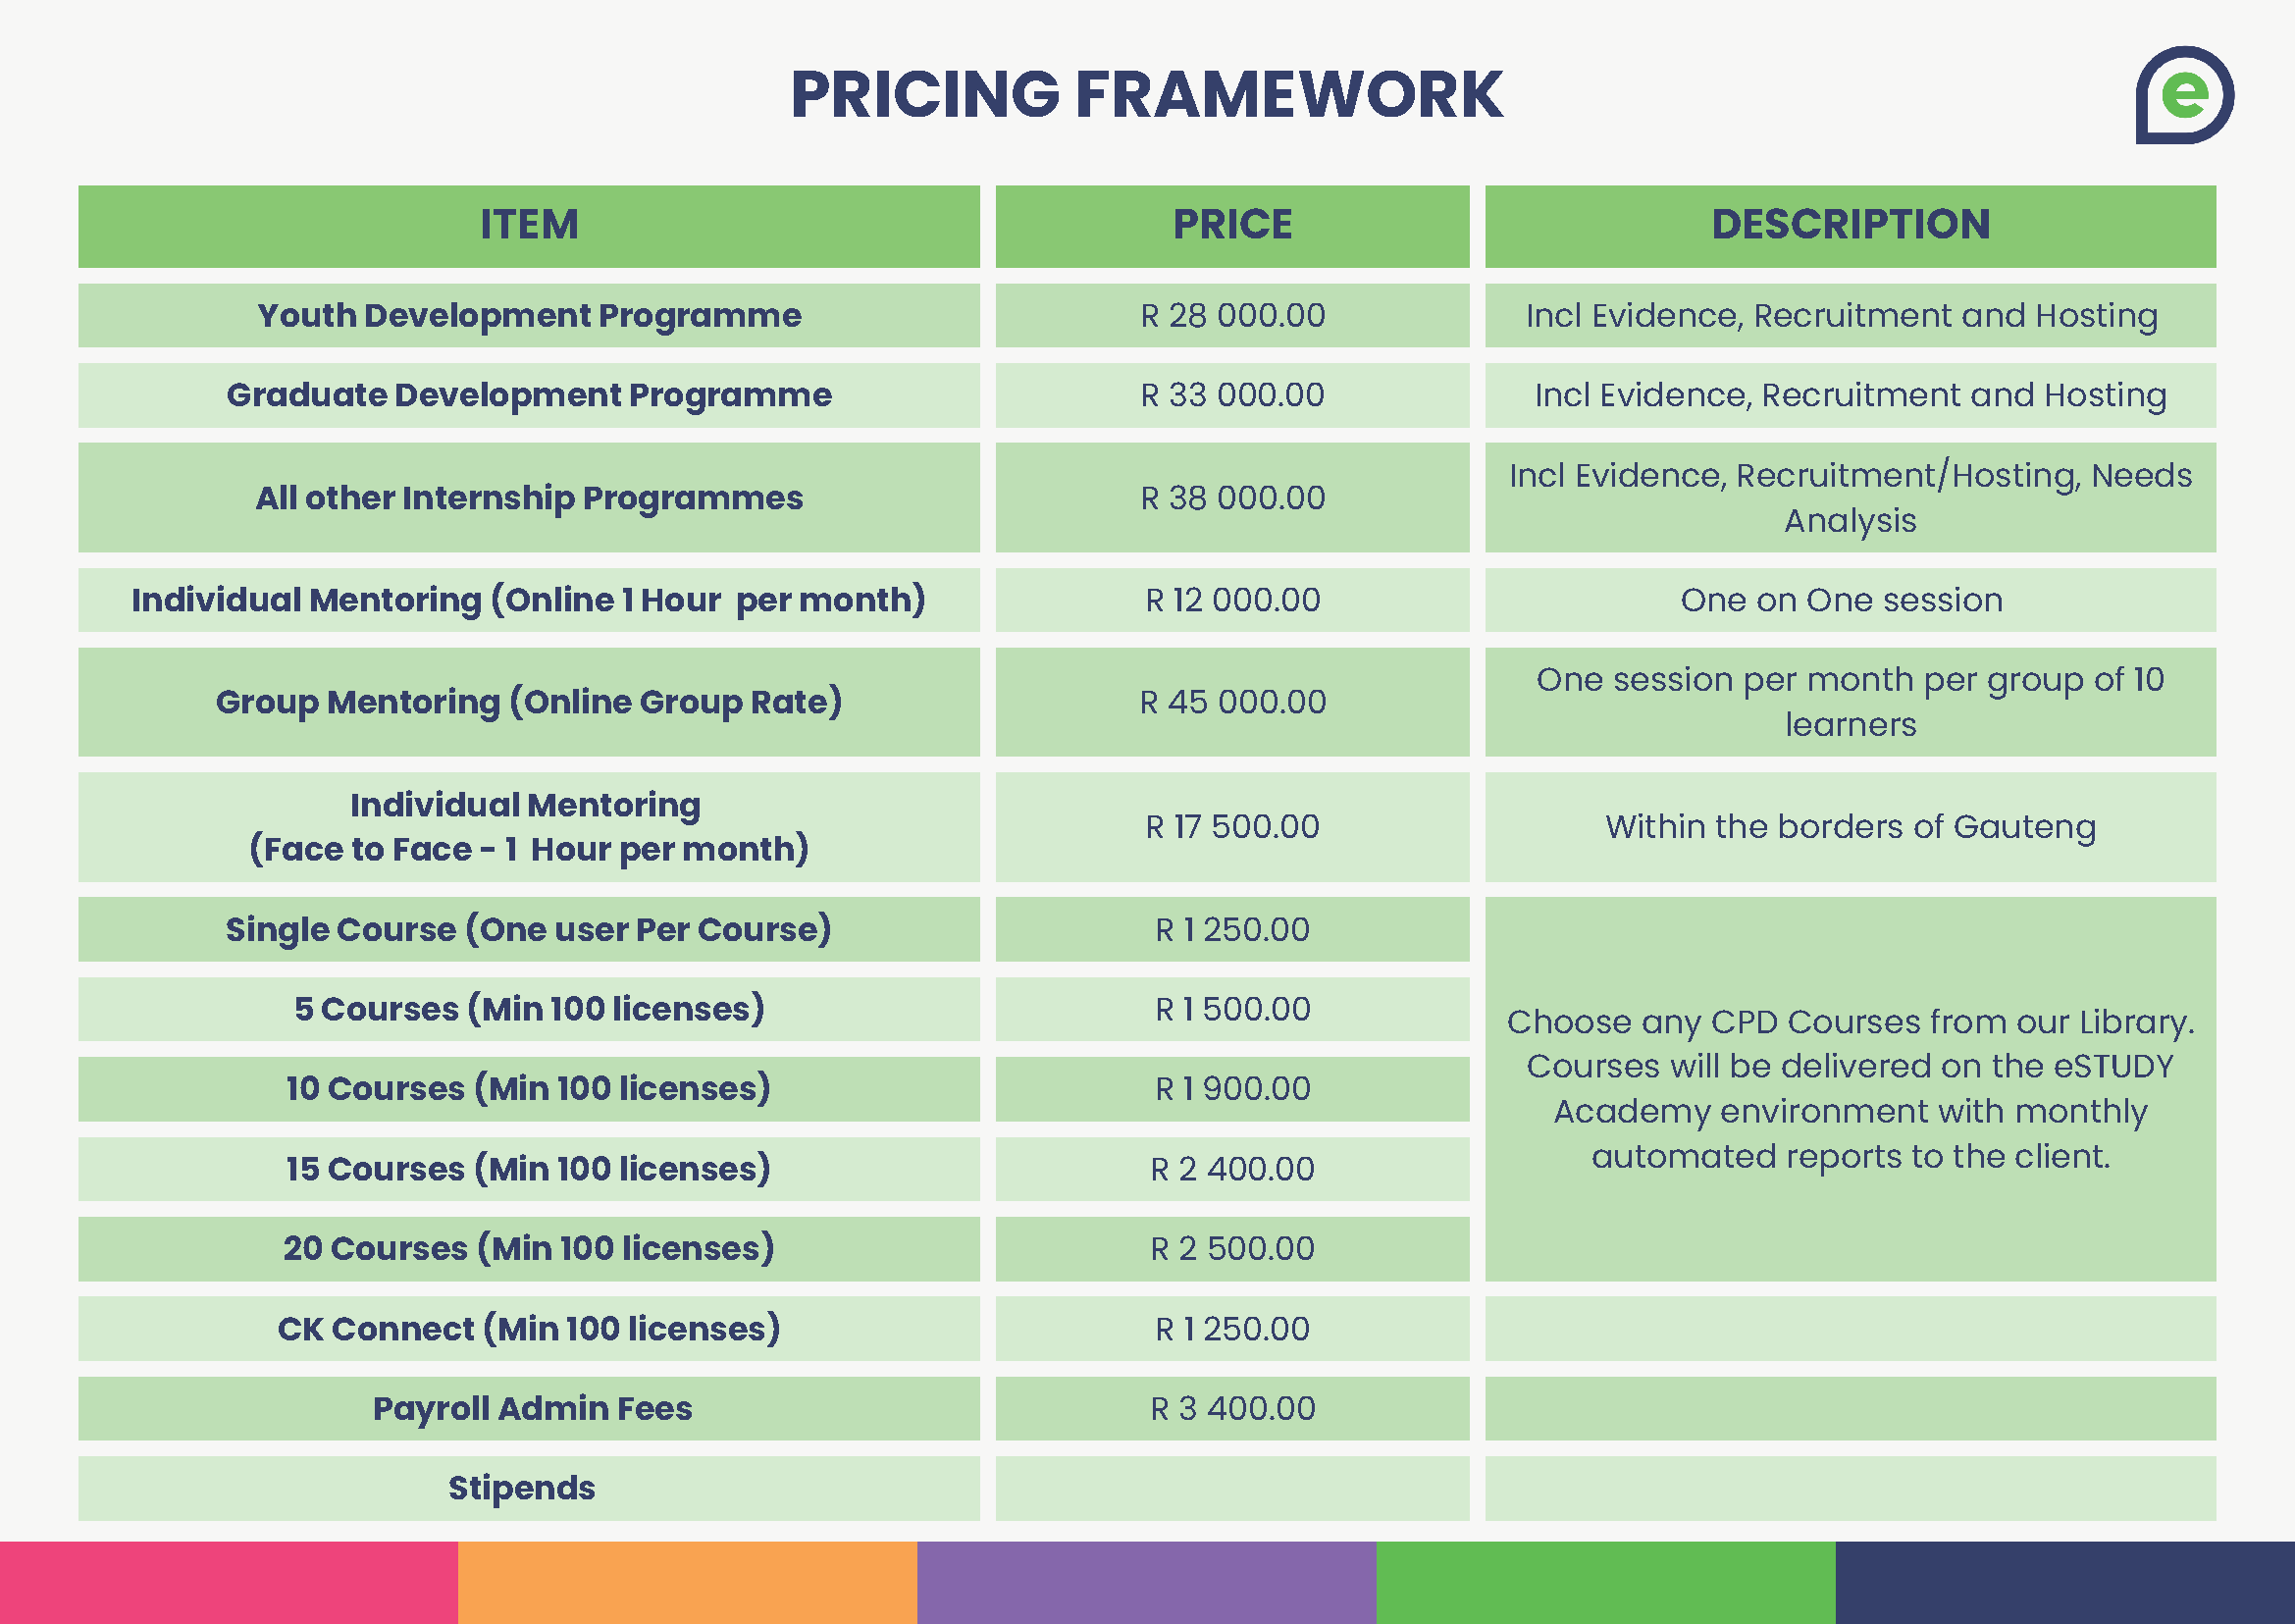 PRICING FRAMEWORK
e
ITEM PRICE DESCRIPTION
Youth Development Programme R 28 000.00 Incl Evidence, Recruitment and Hosting
Graduate Development Programme R 33 000.00 Incl Evidence, Recruitment and Hosting
All other Internship Programmes R 38 000.00 Incl Evidence, Recruitment/Hosting, Needs
Analysis
Individual Mentoring (Online 1 Hour per month) R 12 000.00 One on One session
Group Mentoring (Online Group Rate) R 45 000.00 One session per month per group of 10
learners
Individual Mentoring
(Face to Face - 1 Hour per month) R 17 500.00 Within the borders of Gauteng
Single Course (One user Per Course) R 1 250.00
5 Courses (Min 100 licenses) R 1 500.00
10 Courses (Min 100 licenses) R 1 900.00
15 Courses (Min 100 licenses) R 2 400.00
20 Courses (Min 100 licenses) R 2 500.00
Choose any CPD Courses from our Library.
Courses will be delivered on the eSTUDY
Academy environment with monthly
automated reports to the client.
CK Connect (Min 100 licenses) R 1 250.00
Payroll Admin Fees R 3 400.00
Stipends